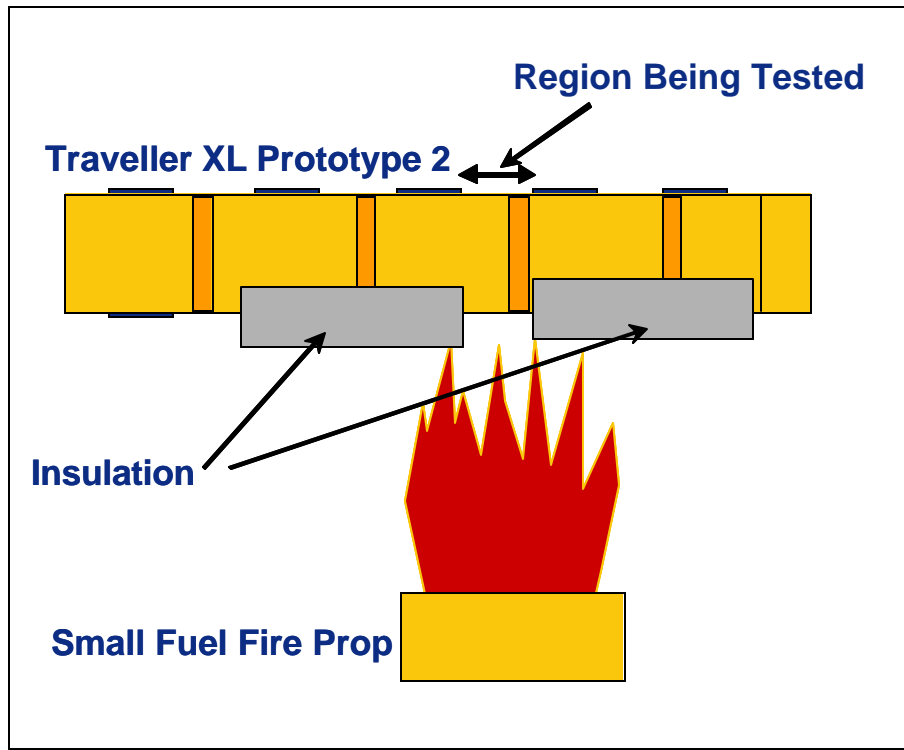 Region Being Tested
Traveller XL Prototype 2
Insulation
Small Fuel Fire Prop